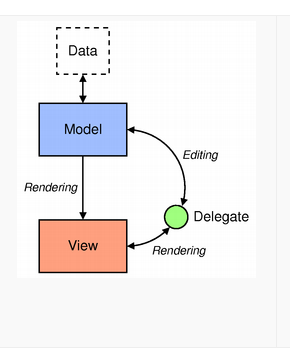 Data
Model
Editing
Rendering
Delegate
View
Rendering